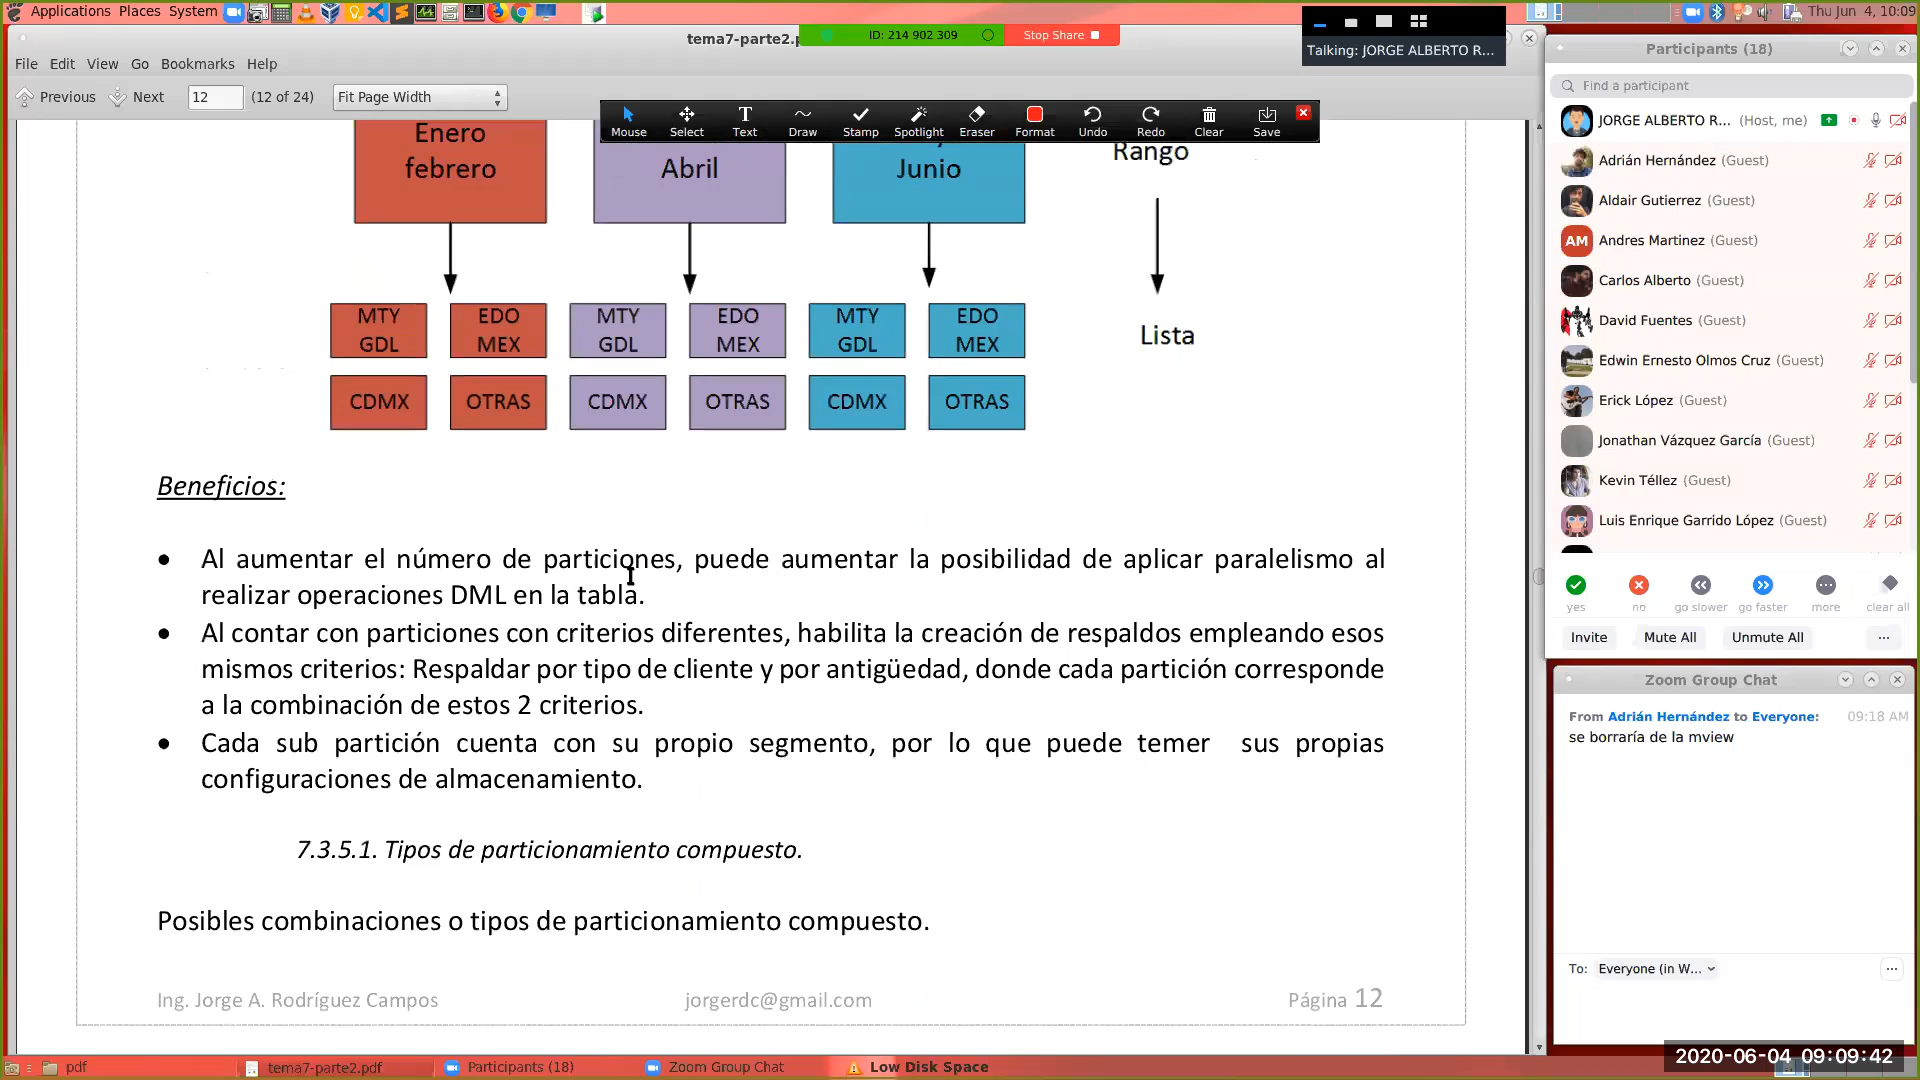 Applications Places System
Thu Jun 4, 10:09
tema7-parte2.p
ID: 214 902 309
Stop Share
Talking: JORGE ALBERTO R...
File Edit View Go Bookmarks Help
Previous Next 12 (12 of 24) Fit Page Width
Mouse Select Text Draw Stamp Spotlight Eraser Format Undo Redo Clear Save
Enero
febrero
Abril
Junio
Rango
MTY
GDL
EDO
MEX
MTY
GDL
EDO
MEX
MTY
GDL
EDO
MEX
Lista
CDMX OTRAS CDMX OTRAS CDMX OTRAS
Beneficios:
• Al aumentar el número de particiones, puede aumentar la posibilidad de aplicar paralelismo al
realizar operaciones DML en la tabla.
• Al contar con particiones con criterios diferentes, habilita la creación de respaldos empleando esos
mismos criterios: Respaldar por tipo de cliente y por antigüedad, donde cada partición corresponde
a la combinación de estos 2 criterios.
• Cada sub partición cuenta con su propio segmento, por lo que puede temer sus propias
configuraciones de almacenamiento.
7.3.5.1. Tipos de particionamiento compuesto.
Posibles combinaciones o tipos de particionamiento compuesto.
Ing. Jorge A. Rodríguez Campos jorgerdc@gmail.com Página 12
Participants (18)
Find a participant
JORGE ALBERTO R... (Host, me)
Adrián Hernández (Guest)
Aldair Gutierrez (Guest)
AM Andres Martinez (Guest)
Carlos Alberto (Guest)
David Fuentes (Guest)
Edwin Ernesto Olmos Cruz (Guest)
Erick López (Guest)
Jonathan Vázquez García (Guest)
Kevin Téllez (Guest)
Luis Enrique Garrido López (Guest)
yes no go slower go faster more clear all
Invite Mute All Unmute All ...
Zoom Group Chat
From Adrián Hernández to Everyone: 09:18 AM
se borraría de la mview
To: Everyone (in W... ...
pdf tema7-parte2.pdf Participants (18) Zoom Group Chat Low Disk Space
2020-06-04 09:09:42